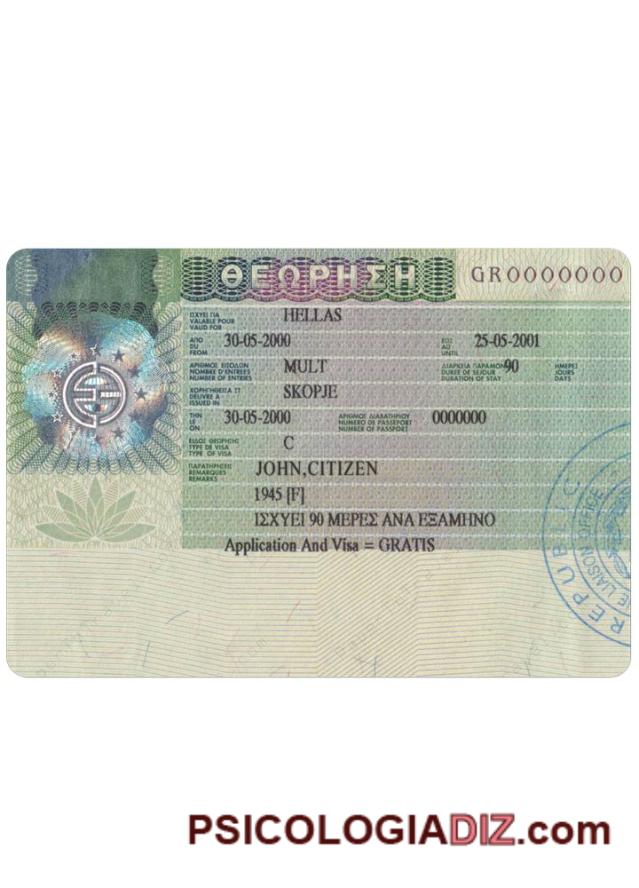 ΘΕΩΡΗΣΗ GR0000000
ΙΣΧΥΕΙ ΓΙΑ
VALABLE POUR
VALID FOR
HELLAS
ΑΠΟ
DU
FROM
30-05-2000
ΕΩΣ
AU
UNTIL
25-05-2001
ΑΡΙΘΜΟΣ ΕΙΣΟΔΩΝ
NOMBRE D'ENTREES
NUMBER OF ENTRIES
MULT
ΔΙΑΡΚΕΙΑ ΠΑΡΑΜΟΝ
DUREE DE SEJOUR
DURATION OF STAY
90
ΗΜΕΡΕΣ
JOURS
DAYS
DELIVRE A
ISSUED IN
SKOPJE
ΤΗΝ
LE
ON
30-05-2000
ΑΡΙΘΜΟΣ ΔΙΑΒΑΤΗΡΙΟΥ
NUMERO DE PASSEPORT
NUMBER OF PASSPORT
0000000
ΕΙΔΟΣ ΘΕΩΡΗΣΗΣ
TYPE DE VISA
TYPE OF VISA
C
ΠΑΡΑΤΗΡΗΣΕΙΣ
REMARQUES
REMARKS
JOHN,CITIZEN
1945 [F]
ΙΣΧΥΕΙ 90 ΜΕΡΕΣ ΑΝΑ ΕΞΑΜΗΝΟ
Application And Visa = GRATIS
REPUBLIC
LIAISON OFFICE
PSICOLOGIADIZ.com